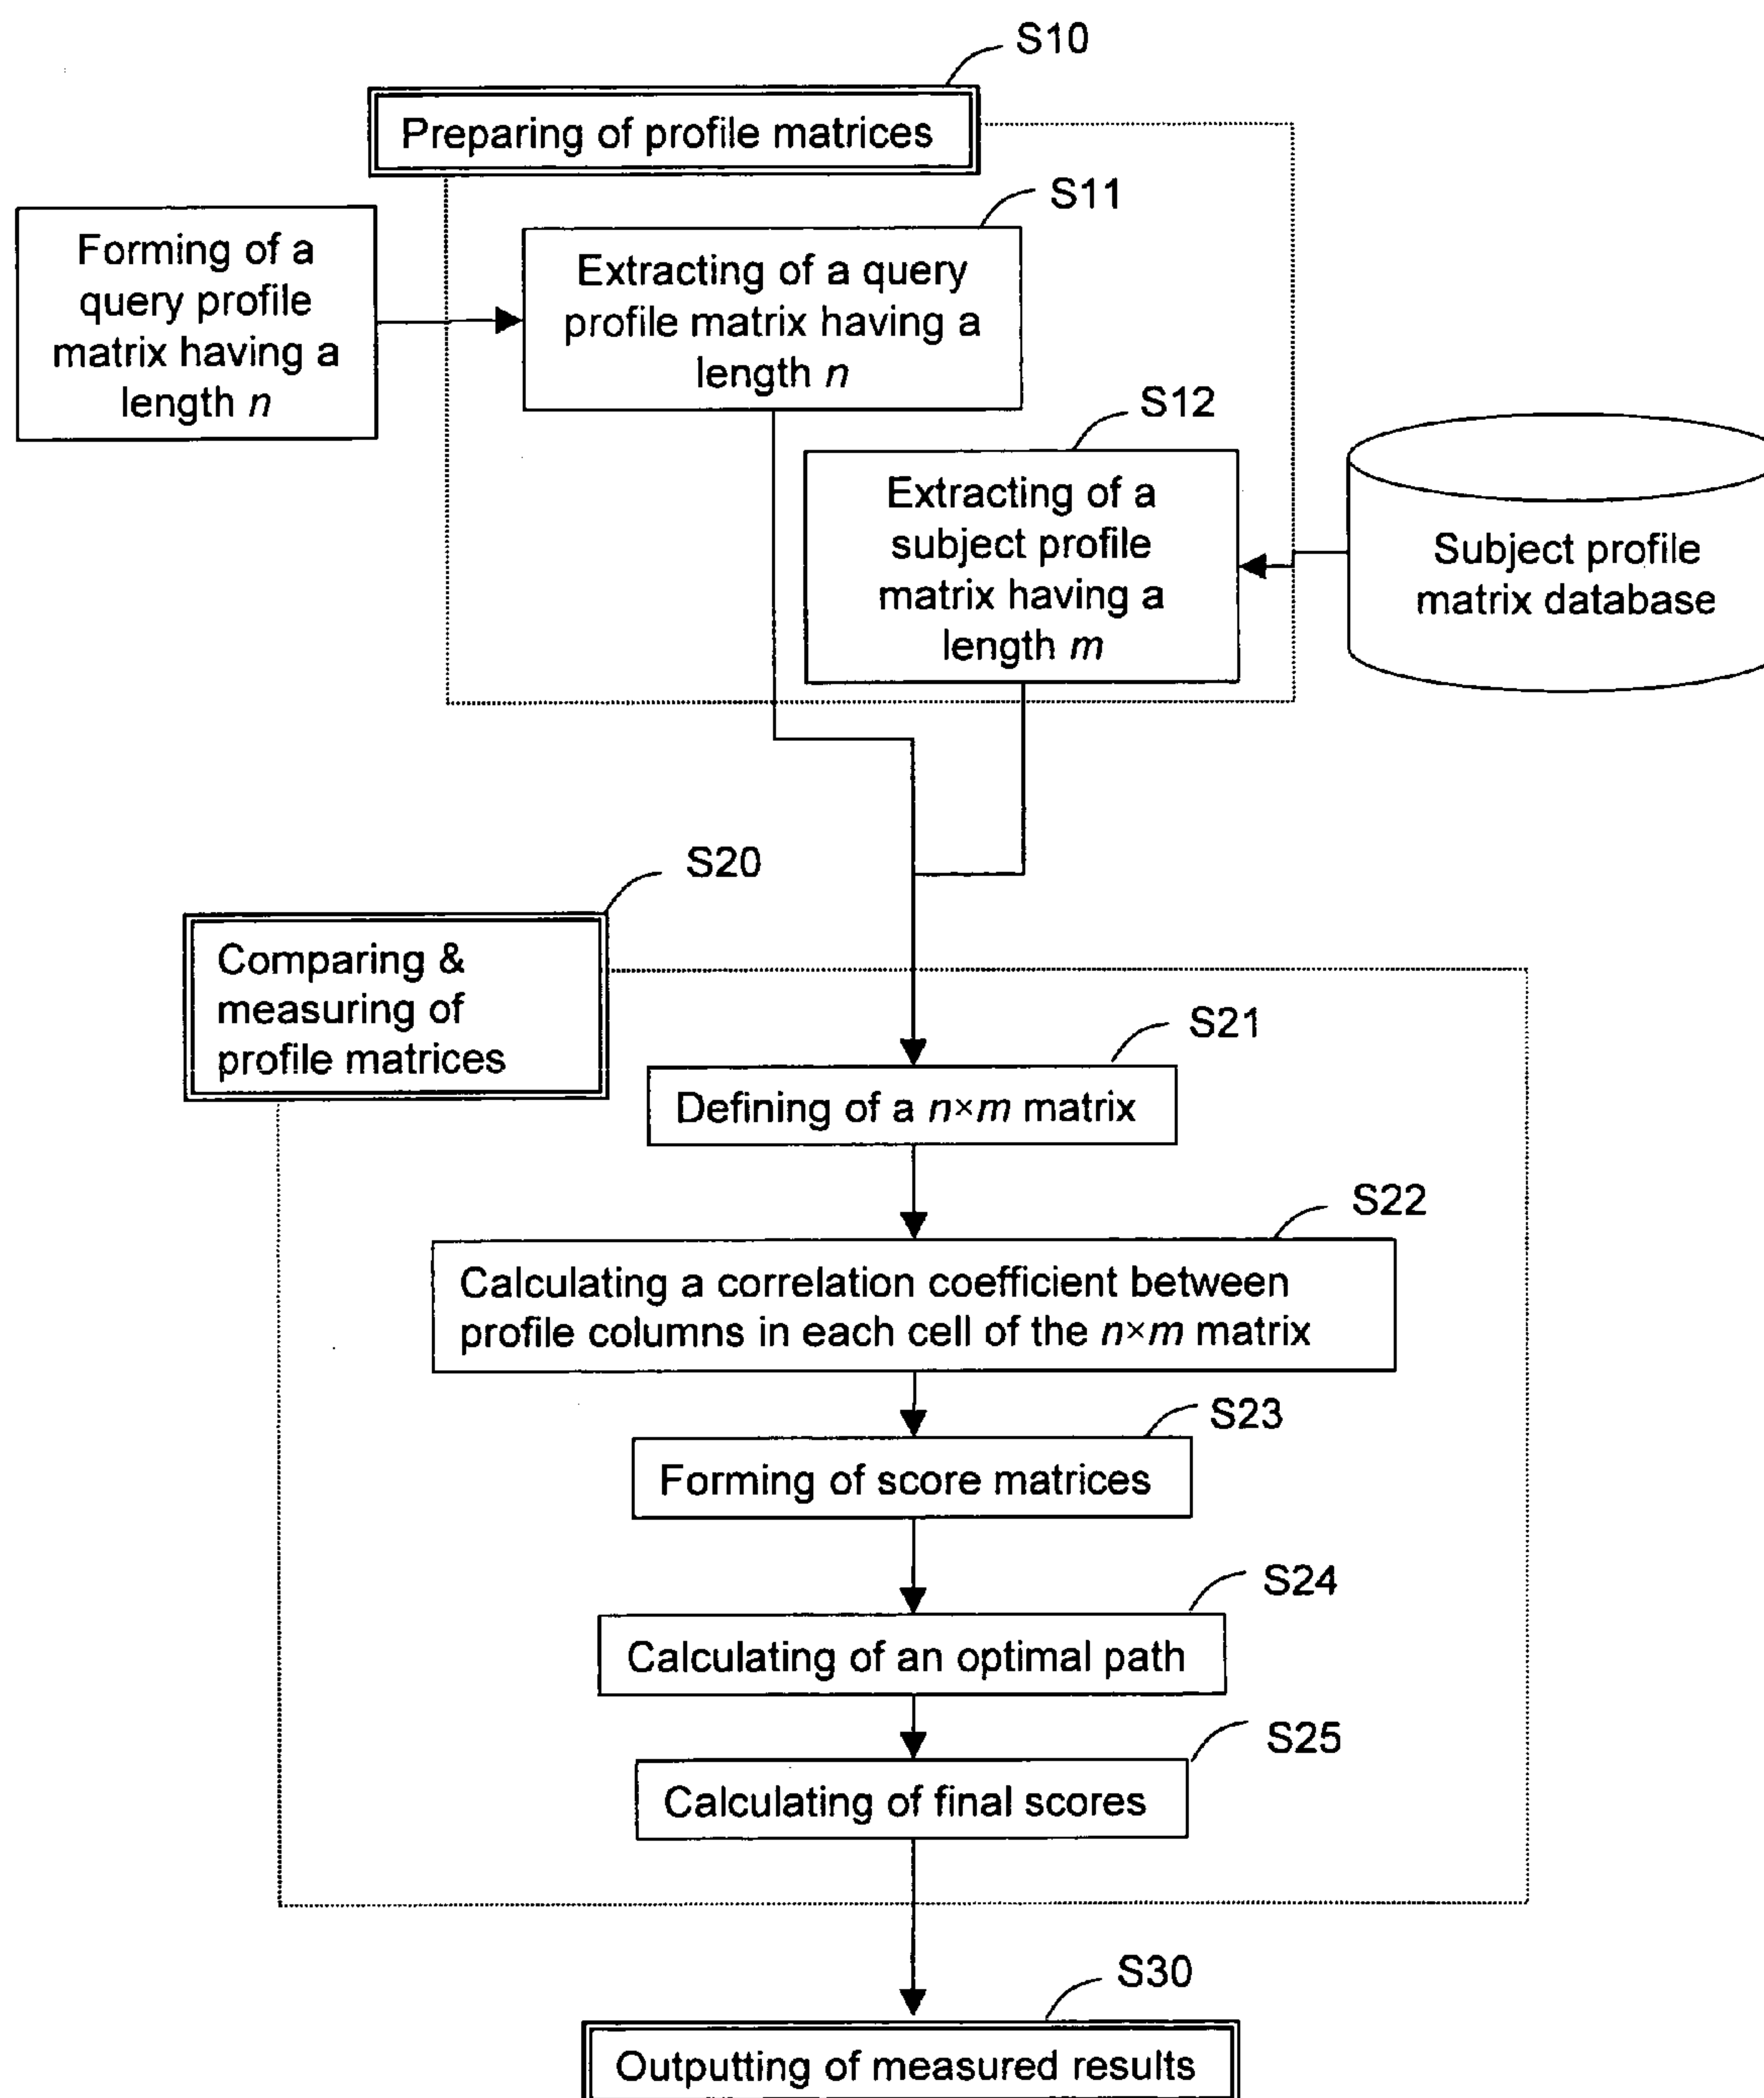 S10
Preparing of profile matrices
S11
Forming of a
query profile
matrix having a
length n
Extracting of a query
profile matrix having a
length n
S12
Extracting of a
subject profile
matrix having a
length m
Subject profile
matrix database
S20
Comparing &
measuring of
profile matrices
S21
Defining of a n×m matrix
S22
Calculating a correlation coefficient between
profile columns in each cell of the n×m matrix
S23
Forming of score matrices
S24
Calculating of an optimal path
S25
Calculating of final scores
S30
Outputting of measured results